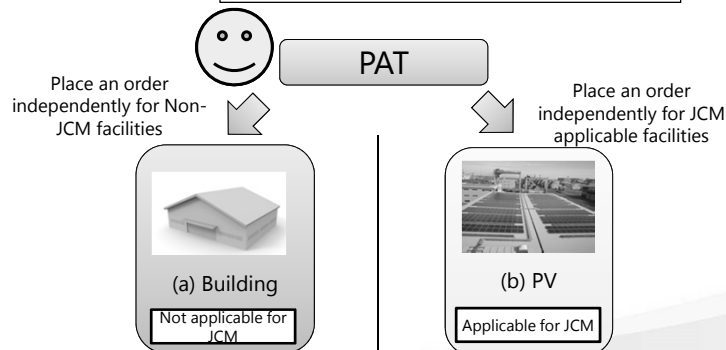 PAT
Place an order
independently for Non-
JCM facilities
Place an order
independently for JCM
applicable facilities
(a) Building
Not applicable for
JCM
(b) PV
Applicable for JCM